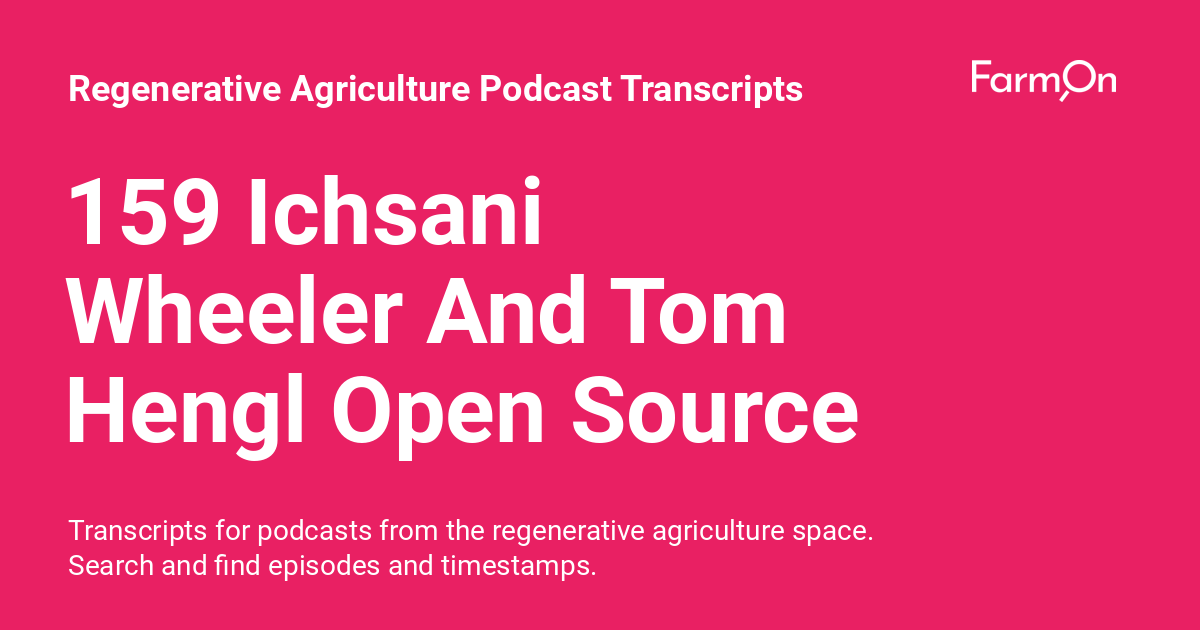 Regenerative Agriculture Podcast Transcripts
FarmOn
159 Ichsani
Wheeler And Tom
Hengl Open Source
Transcripts for podcasts from the regenerative agriculture space.
Search and find episodes and timestamps.